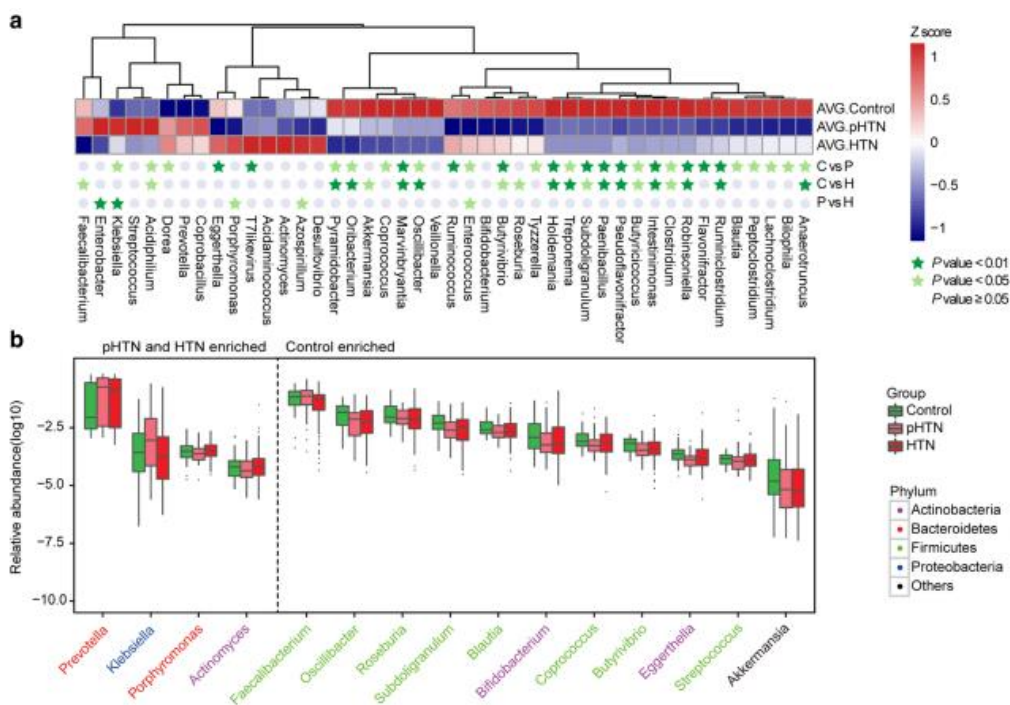 a
Z score
1
0.5
0
−0.5
−1
AVG.Control
AVG.pHTN
AVG.HTN
C vs P
C vs H
P vs H
P value < 0.01
P value < 0.05
P value ≥ 0.05
Faecalibacterium
Enterobacter
Klebsiella
Streptococcus
Acidiphilium
Dorea
Prevotella
Coprobacillus
Eggerthella
Porphyromonas
T7likevirus
Acidaminococcus
Actinomyces
Azospirillum
Desulfovibrio
Pyramidobacter
Oribacterium
Akkermansia
Coprococcus
Marvinbryantia
Oscillibacter
Veillonella
Ruminococcus
Enterococcus
Bifidobacterium
Butyrivibrio
Roseburia
Tyzzerella
Holdemania
Treponema
Subdoligranulum
Paenibacillus
Pseudoflavonifractor
Butyricicoccus
Intestinimonas
Clostridium
Robinsoniella
Flavonifractor
Ruminiclostridium
Blautia
Peptoclostridium
Lachnoclostridium
Bilophila
Anaerotruncus
b
pHTN and HTN enriched
Control enriched
Relative abundance(log10)
−2.5
−5.0
−7.5
−10.0
Prevotella
Klebsiella
Porphyromonas
Actinomyces
Faecalibacterium
Oscillibacter
Roseburia
Subdoligranulum
Blautia
Bifidobacterium
Coprococcus
Butyrivibrio
Eggerthella
Streptococcus
Akkermansia
Group
Control
pHTN
HTN
Phylum
Actinobacteria
Bacteroidetes
Firmicutes
Proteobacteria
Others